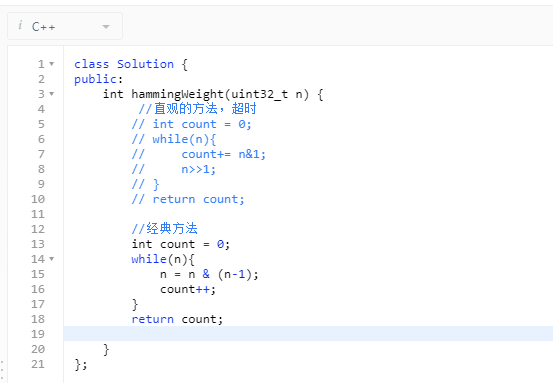 i C++
1 class Solution {
2 public:
3 int hammingWeight(uint32_t n) {
4 //直观的方法，超时
5 // int count = 0;
6 // while(n){
7 // count+= n&1;
8 // n>>1;
9 // }
10 // return count;
11
12 //经典方法
13 int count = 0;
14 while(n){
15 n = n & (n-1);
16 count++;
17 }
18 return count;
19
20 }
21 };